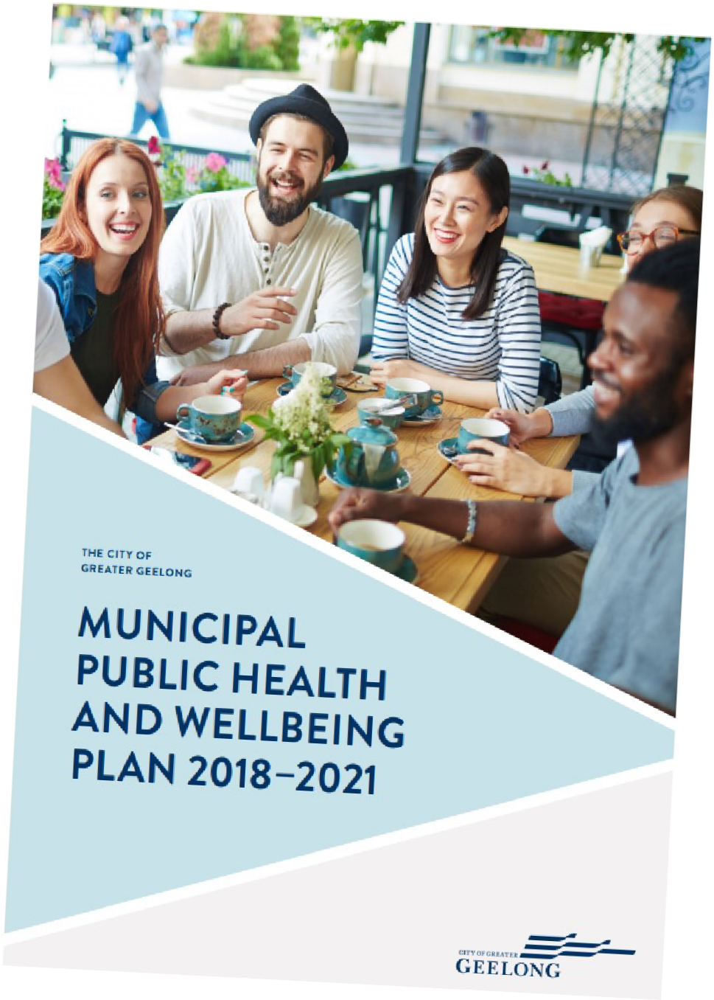 THE CITY OF
GREATER GEELONG
MUNICIPAL
PUBLIC HEALTH
AND WELLBEING
PLAN 2018–2021
CITY OF GREATER
GEELONG